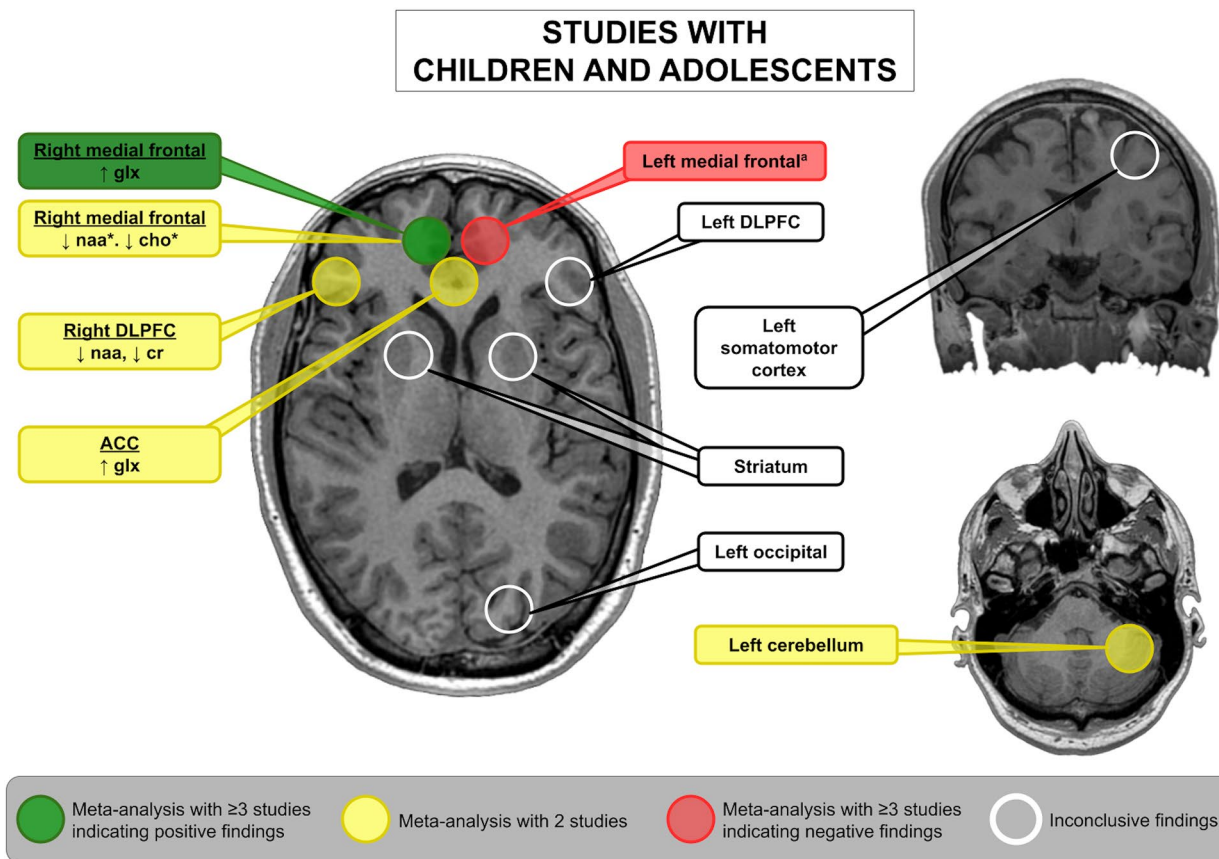 STUDIES WITH
CHILDREN AND ADOLESCENTS
Right medial frontal
↑ glx
Right medial frontal
↓ naa*. ↓ cho*
Right DLPFC
↓ naa, ↓ cr
ACC
↑ glx
Left medial frontalª
Left DLPFC
Left
somatomotor
cortex
Striatum
Left occipital
Left cerebellum
Meta-analysis with ≥3 studies
indicating positive findings
Meta-analysis with 2 studies
Meta-analysis with ≥3 studies
indicating negative findings
Inconclusive findings